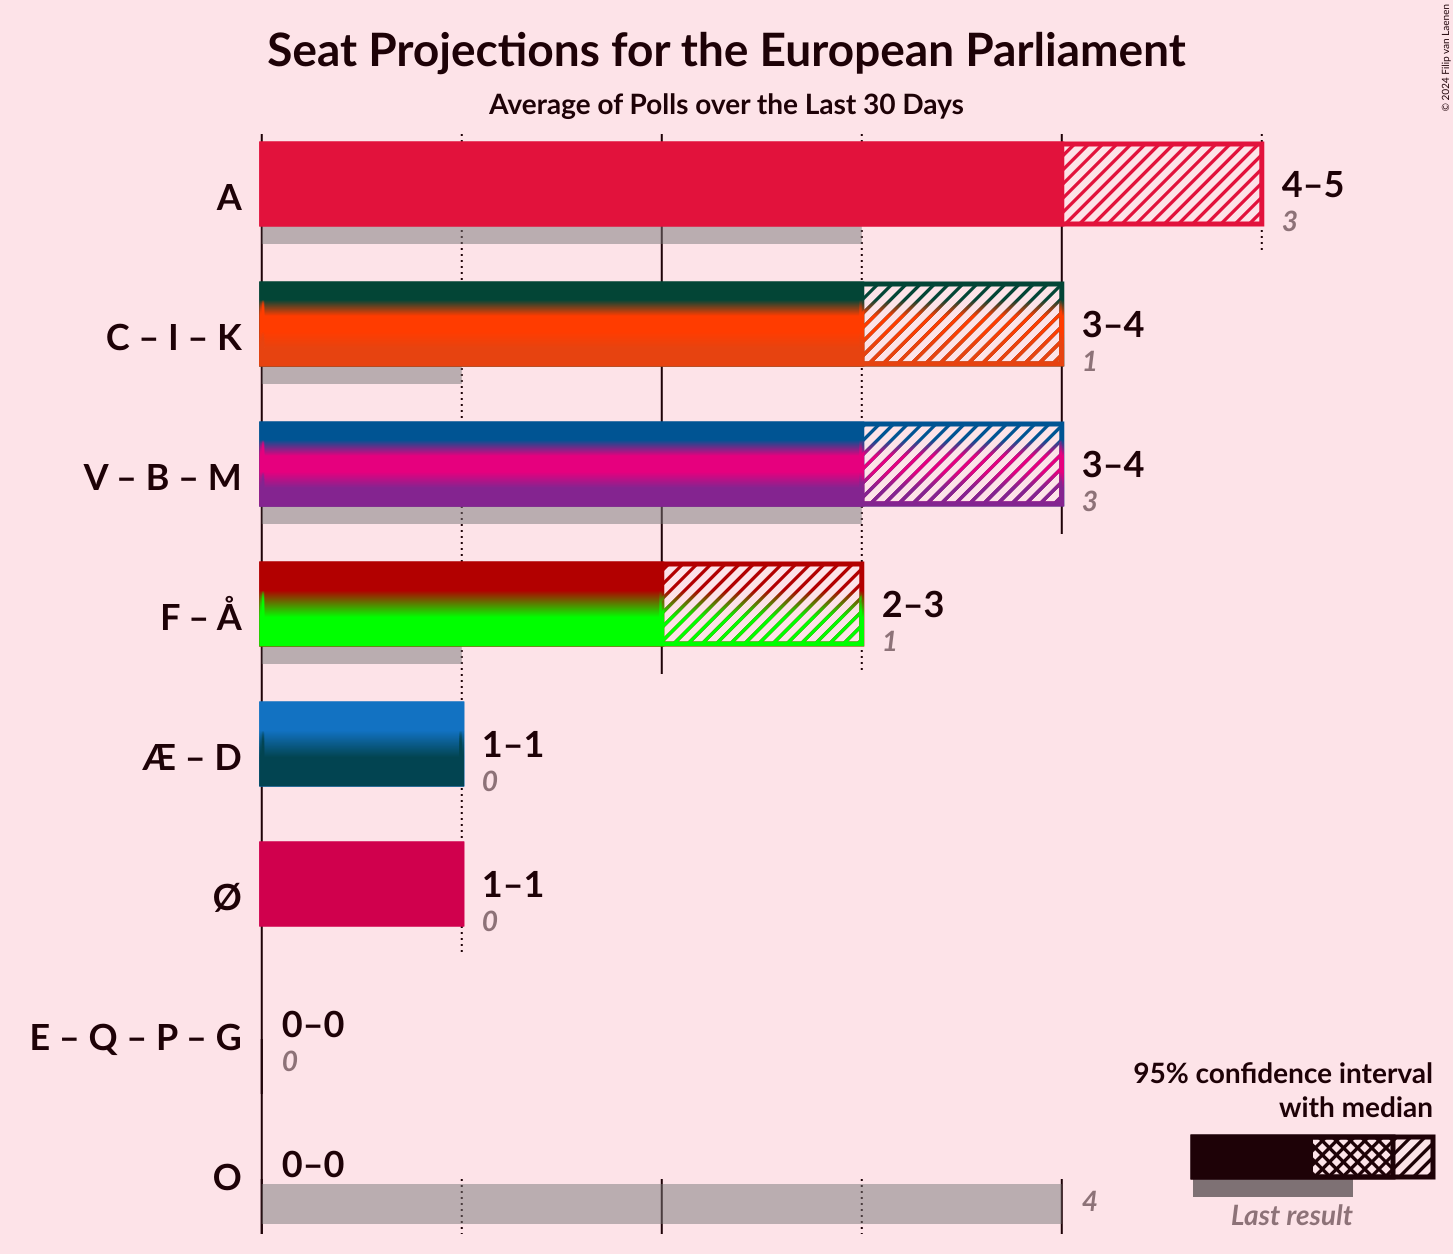 Seat Projections for the European Parliament
Average of Polls over the Last 30 Days
© 2024 Filip van Laenen
A
4–5
3
C – I – K
3–4
1
V – B – M
3–4
3
F – Å
2–3
1
Æ – D
1–1
0
Ø
1–1
0
E – Q – P – G
0–0
0
O
0–0
4
95% confidence interval
with median
Last result